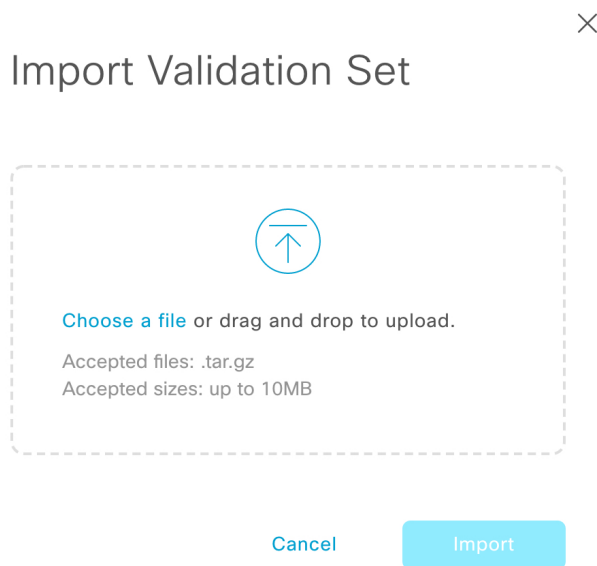 Import Validation Set
Choose a file or drag and drop to upload.
Accepted files: .tar.gz
Accepted sizes: up to 10MB
Cancel Import